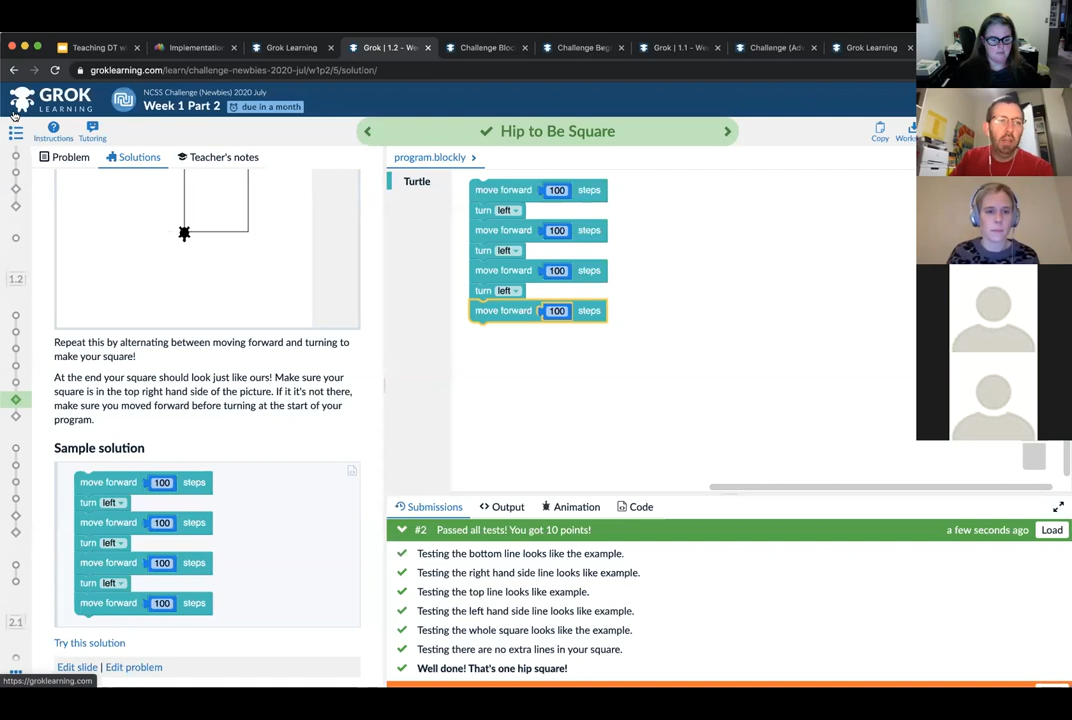 Teaching DT w
Implementatio
Grok Learning
Grok | 1.2 - We
Challenge Bloc
Challenge Beg
Grok | 1.1 - We
Challenge (Adv
Grok Learning
groklearning.com/learn/challenge-newbies-2020-jul/w1p2/5/solution/
GROK
LEARNING
NCSS Challenge (Newbies) 2020 July
Week 1 Part 2
due in a month
Instructions
Tutoring
Hip to Be Square
Copy
Problem
Solutions
Teacher's notes
program.blockly
Turtle
move forward 100 steps
turn left
move forward 100 steps
turn left
move forward 100 steps
turn left
move forward 100 steps
1.2
2.1
Repeat this by alternating between moving forward and turning to
make your square!
At the end your square should look just like ours! Make sure your
square is in the top right hand side of the picture. If it it's not there,
make sure you moved forward before turning at the start of your
program.
Sample solution
move forward 100 steps
turn left
move forward 100 steps
turn left
move forward 100 steps
turn left
move forward 100 steps
Try this solution
Edit slide | Edit problem
https://groklearning.com
Submissions
Output
Animation
Code
#2 Passed all tests! You got 10 points!
a few seconds ago
Load
Testing the bottom line looks like the example.
Testing the right hand side line looks like example.
Testing the top line looks like the example.
Testing the left hand side line looks like the example.
Testing the whole square looks like the example.
Testing there are no extra lines in your square.
Well done! That's one hip square!